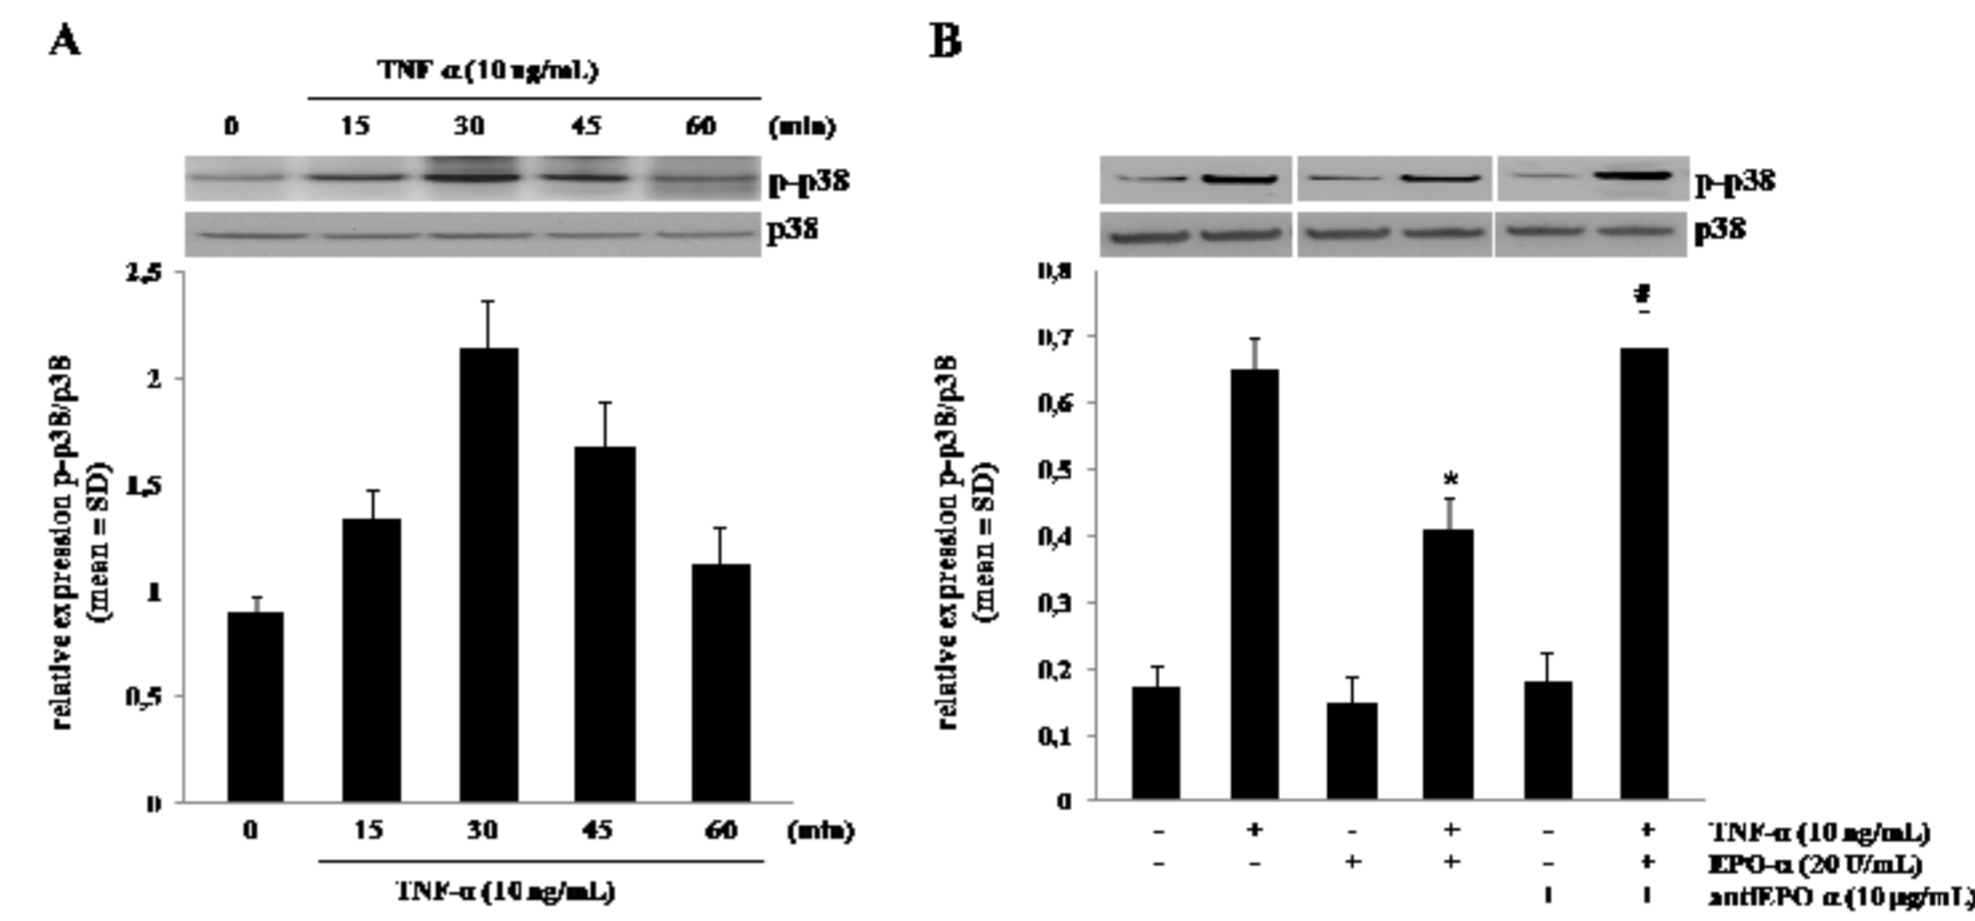 A
TNF α (10 ng/mL)
0 15 30 45 60 (min)
p-p38
p38
2,5
2
1,5
1
0,5
0
relative expression p-p38/p38
(mean = SD)
0 15 30 45 60 (min)
TNF-α (10 ng/mL)
B
p-p38
p38
0,8
0,7
0,6
0,5
0,4
0,3
0,2
0,1
0
relative expression p-p38/p38
(mean = SD)
*
#
- + - + - + TNF-α (10 ng/mL)
- - + + - + EPO-α (20 U/mL)
antiEPO α (10 µg/mL)